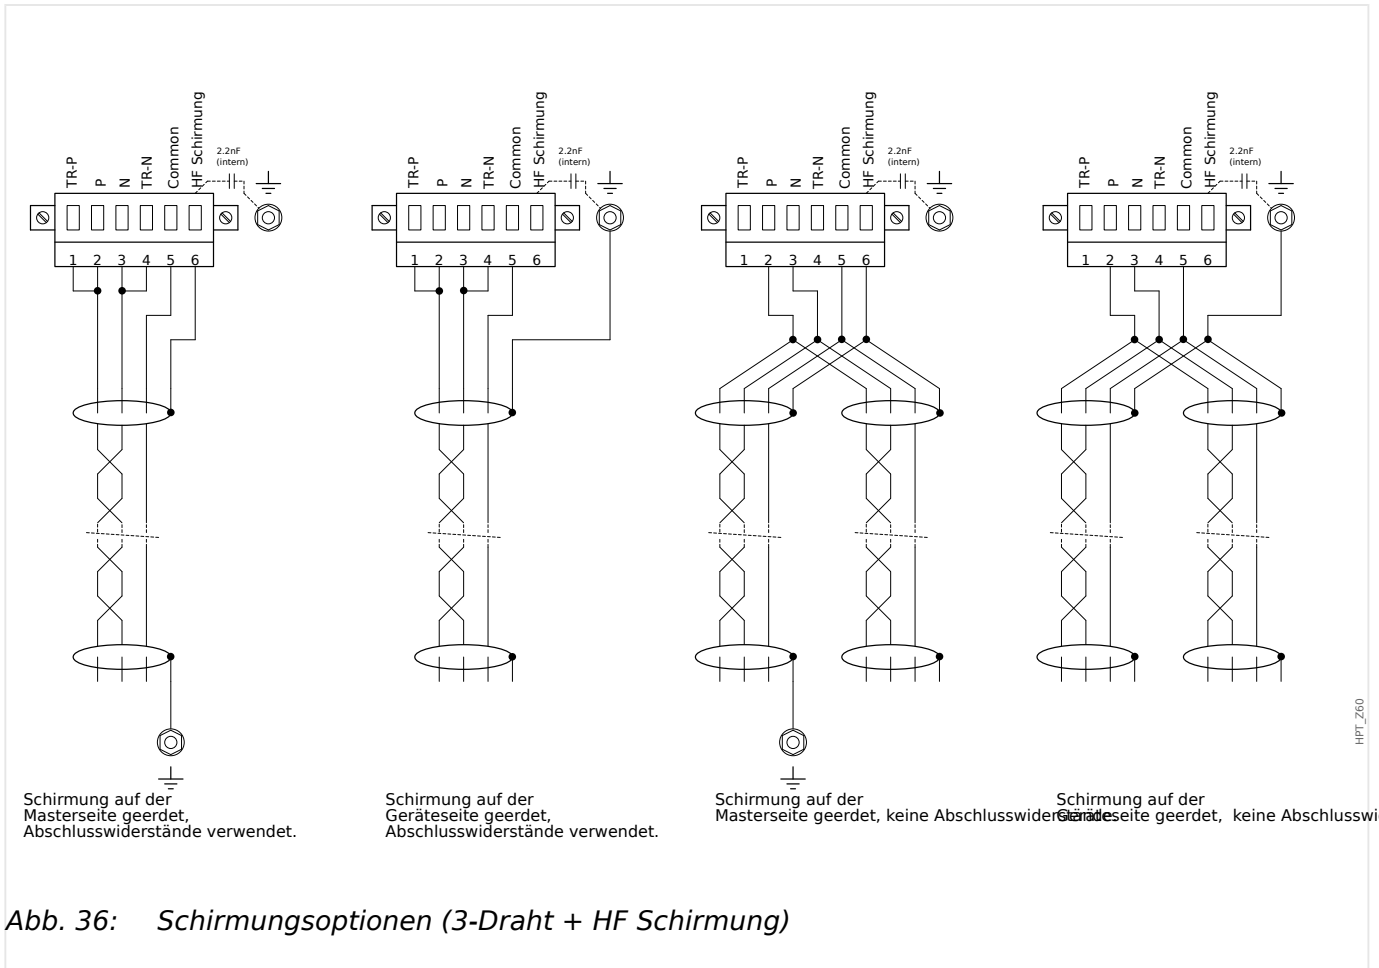 TR-P
P
N
TR-N
Common
HF Schirmung
2.2nF
(intern)
1 2 3 4 5 6
TR-P
P
N
TR-N
Common
HF Schirmung
2.2nF
(intern)
1 2 3 4 5 6
TR-P
P
N
TR-N
Common
HF Schirmung
2.2nF
(intern)
1 2 3 4 5 6
TR-P
P
N
TR-N
Common
HF Schirmung
2.2nF
(intern)
1 2 3 4 5 6
HPT_Z60
Schirmung auf der
Masterseite geerdet,
Abschlusswiderstände verwendet.
Schirmung auf der
Geräteseite geerdet,
Abschlusswiderstände verwendet.
Schirmung auf der
Masterseite geerdet, keine Abschlusswiderstände.
Schirmung auf der
Geräteseite geerdet, keine Abschlusswi
Abb. 36: Schirmungsoptionen (3-Draht + HF Schirmung)